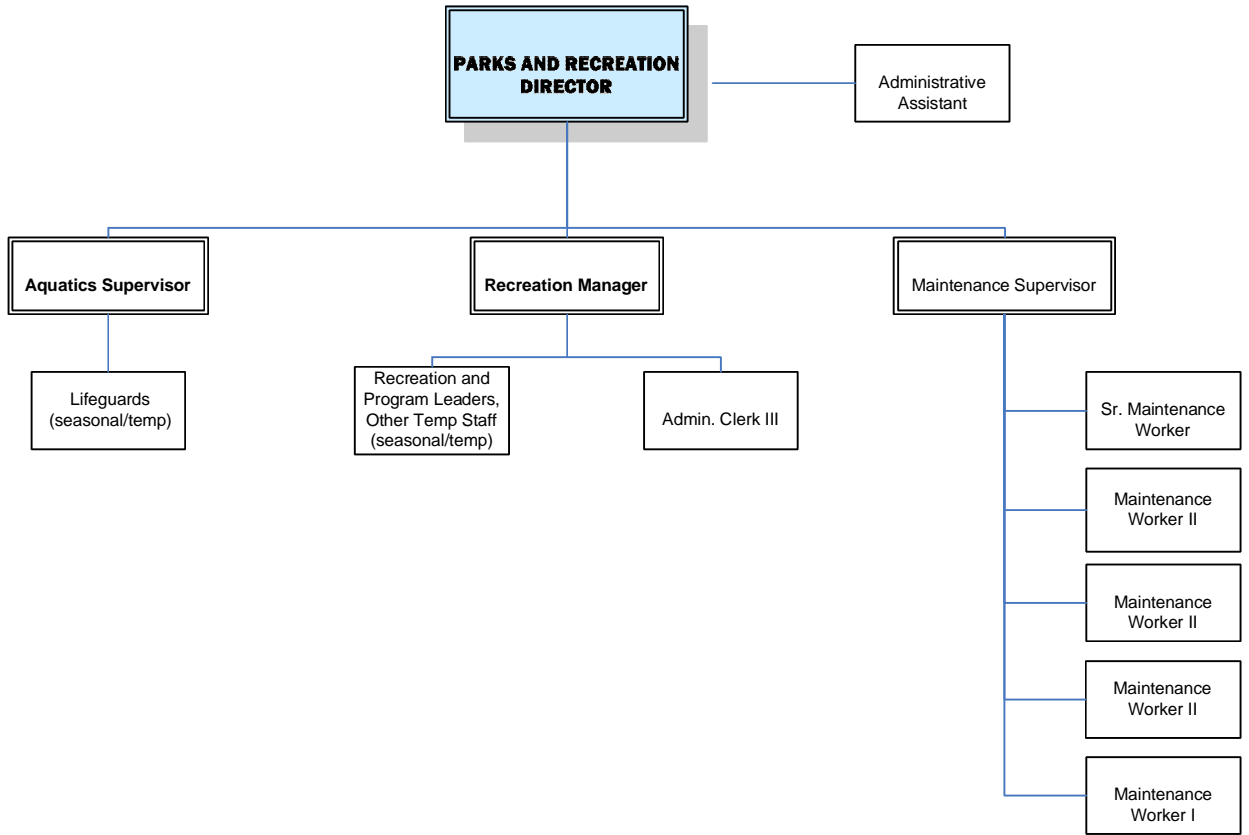 PARKS AND RECREATION
DIRECTOR
Administrative
Assistant
Aquatics Supervisor
Recreation Manager
Maintenance Supervisor
Lifeguards
(seasonal/temp)
Recreation and
Program Leaders,
Other Temp Staff
(seasonal/temp)
Admin. Clerk III
Sr. Maintenance
Worker
Maintenance
Worker II
Maintenance
Worker II
Maintenance
Worker II
Maintenance
Worker I